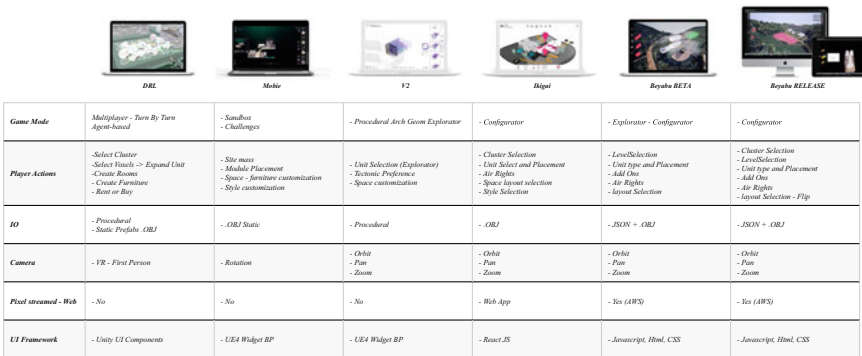 DRL Mobie V2 Ikigai Beyabu BETA Beyabu RELEASE
Game Mode
Multiplayer - Turn By Turn
Agent-based
- Sandbox
- Challenges
- Procedural Arch Geom Explorator
- Configurator
- Explorator - Configurator
- Configurator
Player Actions
-Select Cluster
-Select Voxels -> Expand Unit
-Create Rooms
- Create Furniture
- Rent or Buy
- Site mass
- Module Placement
- Space - furniture customization
- Style customization
- Unit Selection (Explorator)
- Tectonic Preference
- Space customization
- Cluster Selection
- Unit Select and Placement
- Air Rights
- Space layout selection
- Style Selection
- LevelSelection
- Unit type and Placement
- Add Ons
- Air Rights
- layout Selection
- Cluster Selection
- LevelSelection
- Unit type and Placement
- Add Ons
- Air Rights
- layout Selection - Flip
IO
- Procedural
- Static Prefabs .OBJ
- .OBJ Static
- Procedural
- .OBJ
- JSON + .OBJ
- JSON + .OBJ
Camera
- VR - First Person
- Rotation
- Orbit
- Pan
- Zoom
- Orbit
- Pan
- Zoom
- Orbit
- Pan
- Zoom
- Orbit
- Pan
- Zoom
Pixel streamed - Web
- No
- No
- No
- Web App
- Yes (AWS)
- Yes (AWS)
UI Framework
- Unity UI Components
- UE4 Widget BP
- UE4 Widget BP
- React JS
- Javascript, Html, CSS
- Javascript, Html, CSS